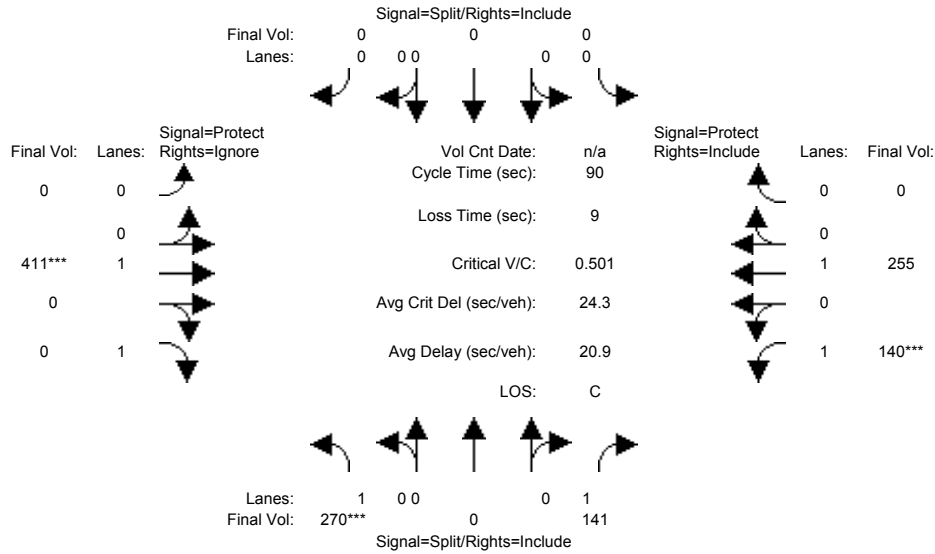 Signal=Split/Rights=Include
Final Vol: 0 0 0
Lanes: 0 0 0 0 0
Signal=Protect
Final Vol: Lanes: Rights=Ignore
Vol Cnt Date: n/a
Signal=Protect
Rights=Include Lanes: Final Vol:
Cycle Time (sec): 90
0 0
0 0
Loss Time (sec): 9
0
0
411*** 1
Critical V/C: 0.501
1 255
0
Avg Crit Del (sec/veh): 24.3
0
0 1
Avg Delay (sec/veh): 20.9
1 140***
LOS: C
Lanes: 1 0 0 0 1
Final Vol: 270*** 0 141
Signal=Split/Rights=Include